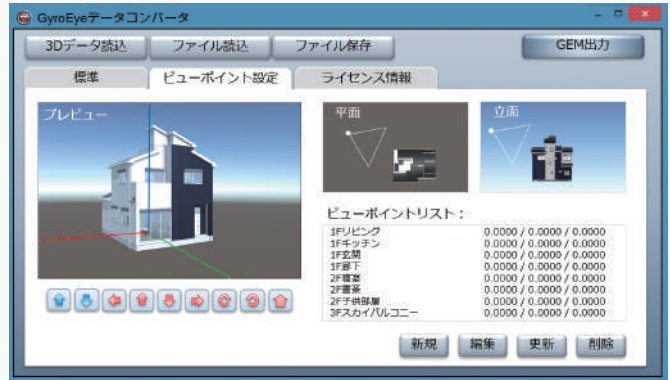 GyroEyeデータコンバータ
3Dデータ読込 ファイル読込 ファイル保存 GEM出力
標準 ビューポイント設定 ライセンス情報
プレビュー
平面
立面
ビューポイントリスト：
1Fリビング 0.0000 / 0.0000 / 0.0000
1Fキッチン 0.0000 / 0.0000 / 0.0000
1F玄関 0.0000 / 0.0000 / 0.0000
1F廊下 0.0000 / 0.0000 / 0.0000
2F寝室 0.0000 / 0.0000 / 0.0000
2F書斎 0.0000 / 0.0000 / 0.0000
2F子供部屋 0.0000 / 0.0000 / 0.0000
3Fスカイバルコニー 0.0000 / 0.0000 / 0.0000
新規 編集 更新 削除